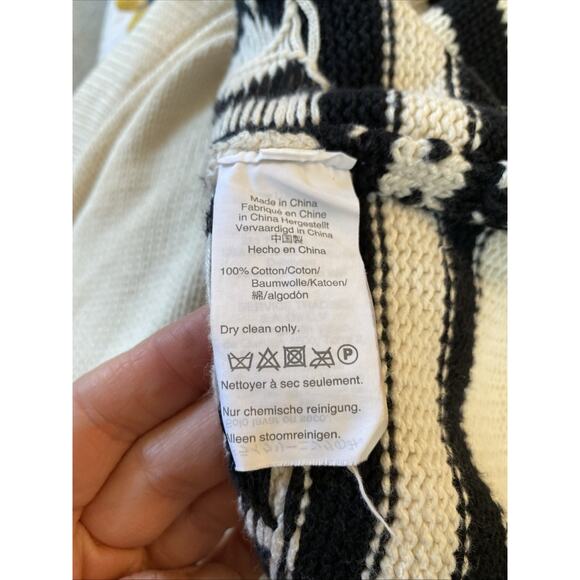 Made in China
Fabriqué en Chine
in China Hergestellt
Vervaardigd in China
中国製
Hecho en China
100% Cotton/Coton/
Baumwolle/Katoen/
綿/algodón
Dry clean only.
P
Nettoyer à sec seulement.
Nur chemische reinigung.
Alleen stoomreinigen.